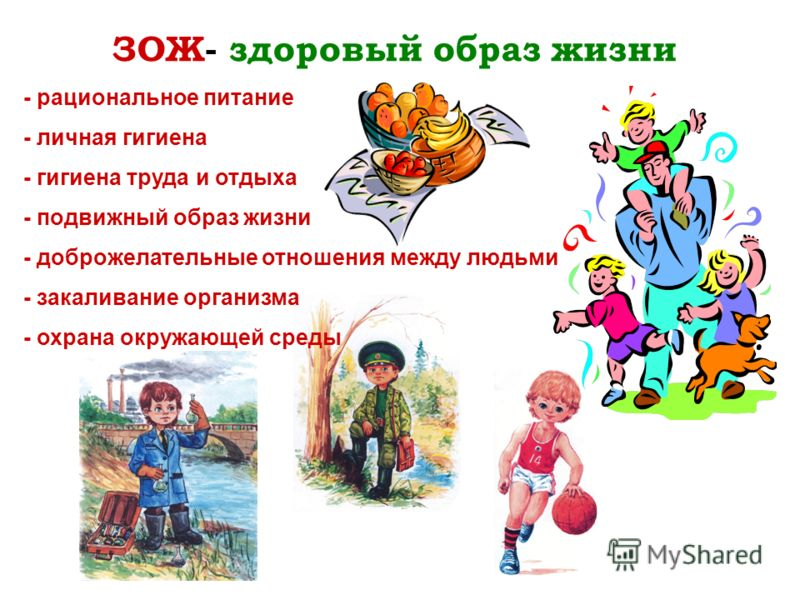 ЗОЖ- здоровый образ жизни
- рациональное питание
- личная гигиена
- гигиена труда и отдыха
- подвижный образ жизни
- доброжелательные отношения между людьми
- закаливание организма
- охрана окружающей среды
14
MyShared